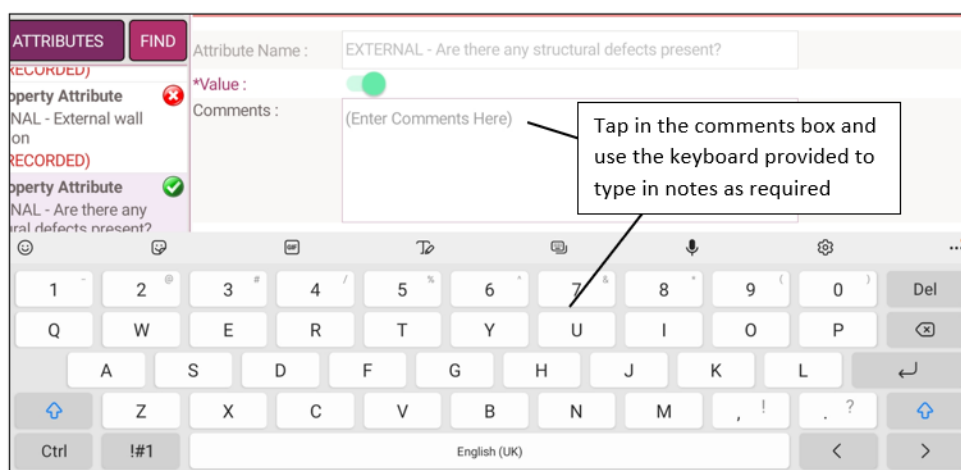 ATTRIBUTES FIND
RECORDED)
operty Attribute
NAL - External wall
on
RECORDED)
operty Attribute
NAL - Are there any
ural defects present?
Attribute Name : EXTERNAL - Are there any structural defects present?
*Value :
Comments : (Enter Comments Here)
Tap in the comments box and
use the keyboard provided to
type in notes as required
GIF T
1 - 2 @ 3 # 4 / 5 % 6 ^ 7 & 8 * 9 ( 0 ) Del
Q W E R T Y U I O P
A S D F G H J K L
Z X C V B N M , ! . ?
Ctrl !#1 English (UK) < >